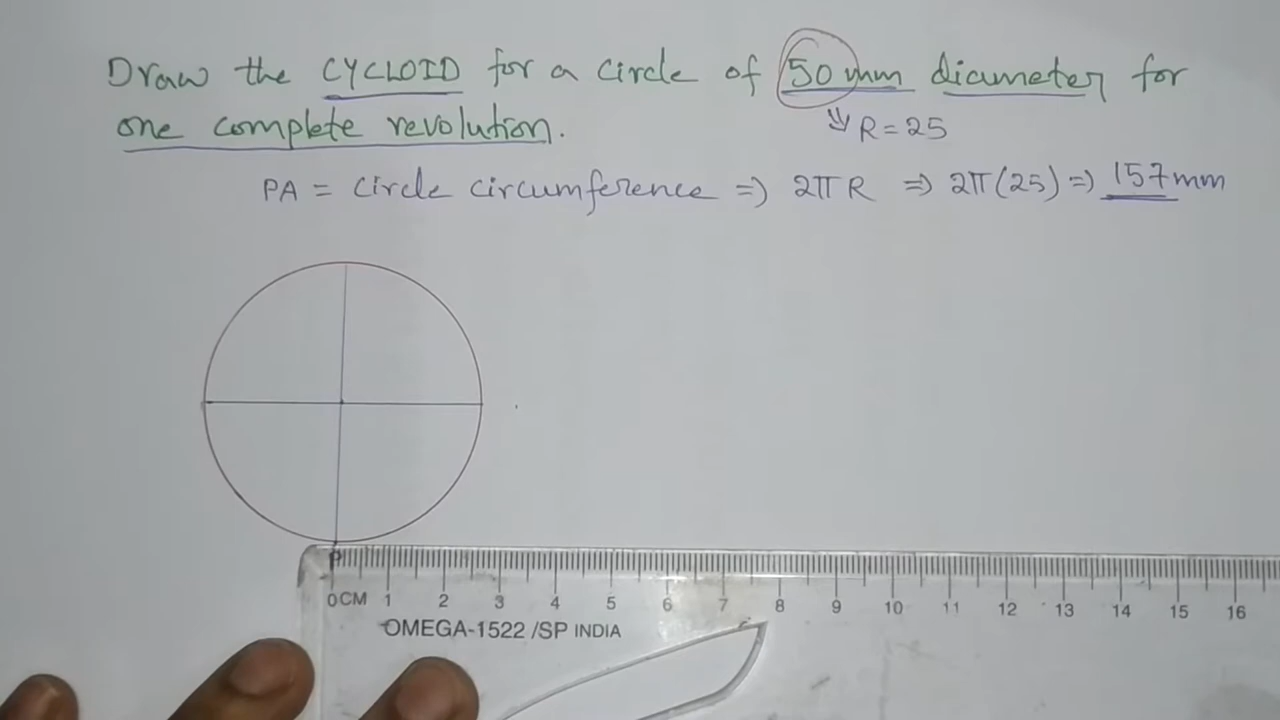 Draw the CYCLOID for a circle of 50 mm diameter for
one complete revolution.
⇓ R = 25
PA = circle circumference ⇒ 2πR ⇒ 2π(25) ⇒ 157 mm
P
0CM 1 2 3 4 5 6 7 8 9 10 11 12 13 14 15 16
OMEGA-1522 /SP INDIA